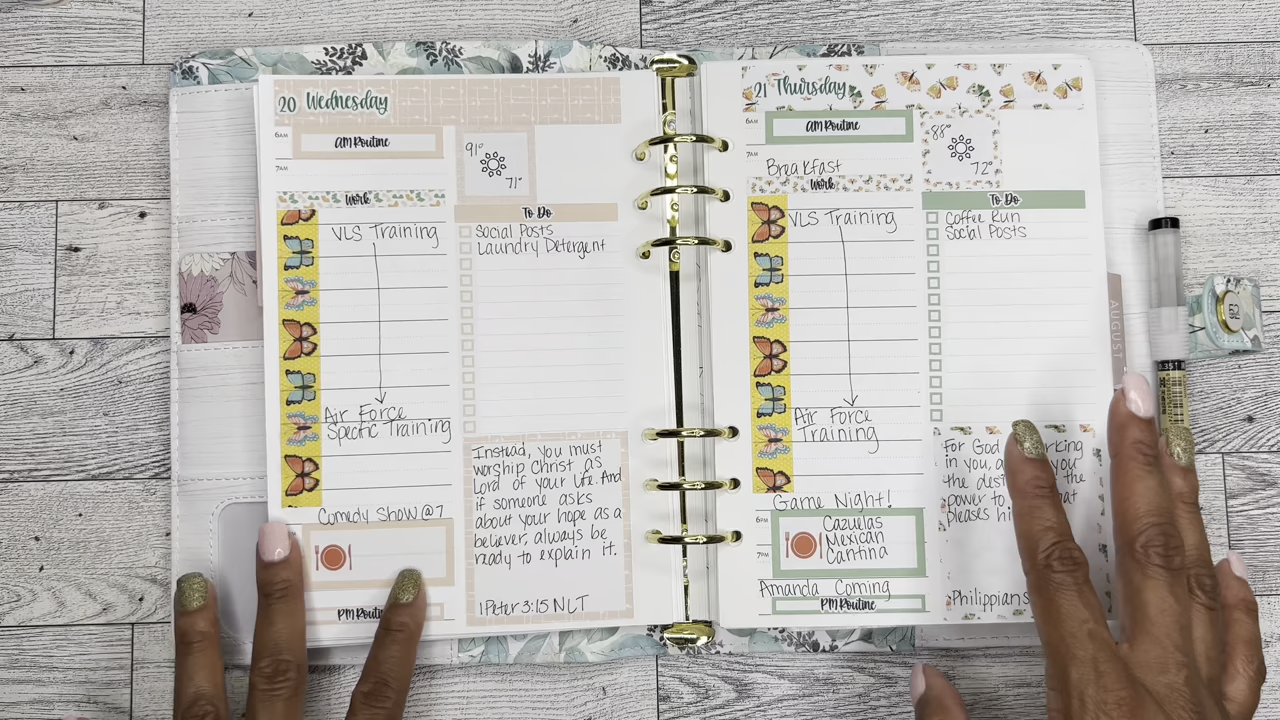 20 Wednesday
6AM
AM Routine
7AM
91°
71°
Work
VLS Training
Air Force
Specific Training
Comedy Show @ 7
PM
To Do
Social Posts
Laundry Detergent
Instead, you must
worship Christ as
Lord of your life. And
if someone asks
about your hope as a
believer, always be
ready to explain it.
1 Peter 3:15 NLT
21 Thursday
6AM
AM Routine
7AM
Breakfast
88°
72°
Work
VLS Training
Air Force
Training
Game Night!
6PM
Cazuelas
Mexican
7PM
Cantina
Amanda Coming
PM Routine
To Do
Coffee Run
Social Posts
For God
in you,
you
the
the
power to
pleases
Philippians
AUGUST
0.35